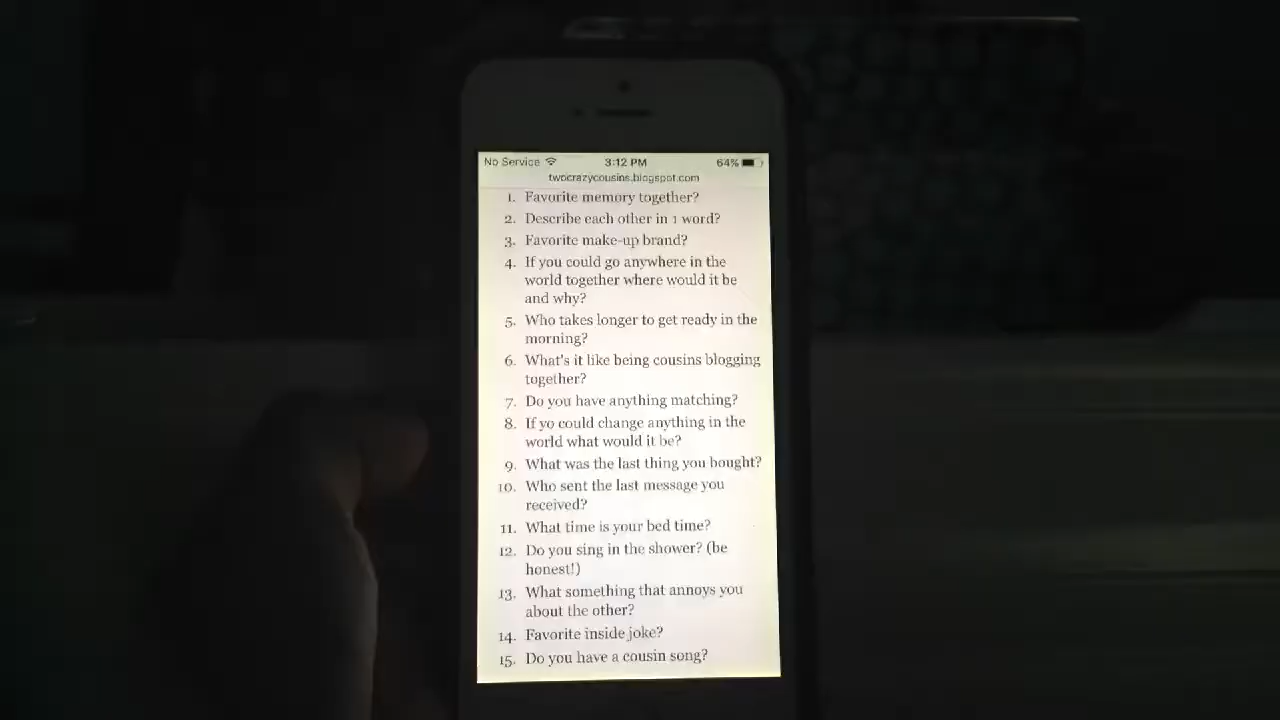 No Service 3:12 PM 64%
twocrazycousins.blogspot.com
1. Favorite memory together?
2. Describe each other in 1 word?
3. Favorite make-up brand?
4. If you could go anywhere in the
world together where would it be
and why?
5. Who takes longer to get ready in the
morning?
6. What's it like being cousins blogging
together?
7. Do you have anything matching?
8. If yo could change anything in the
world what would it be?
9. What was the last thing you bought?
10. Who sent the last message you
received?
11. What time is your bed time?
12. Do you sing in the shower? (be
honest!)
13. What something that annoys you
about the other?
14. Favorite inside joke?
15. Do you have a cousin song?